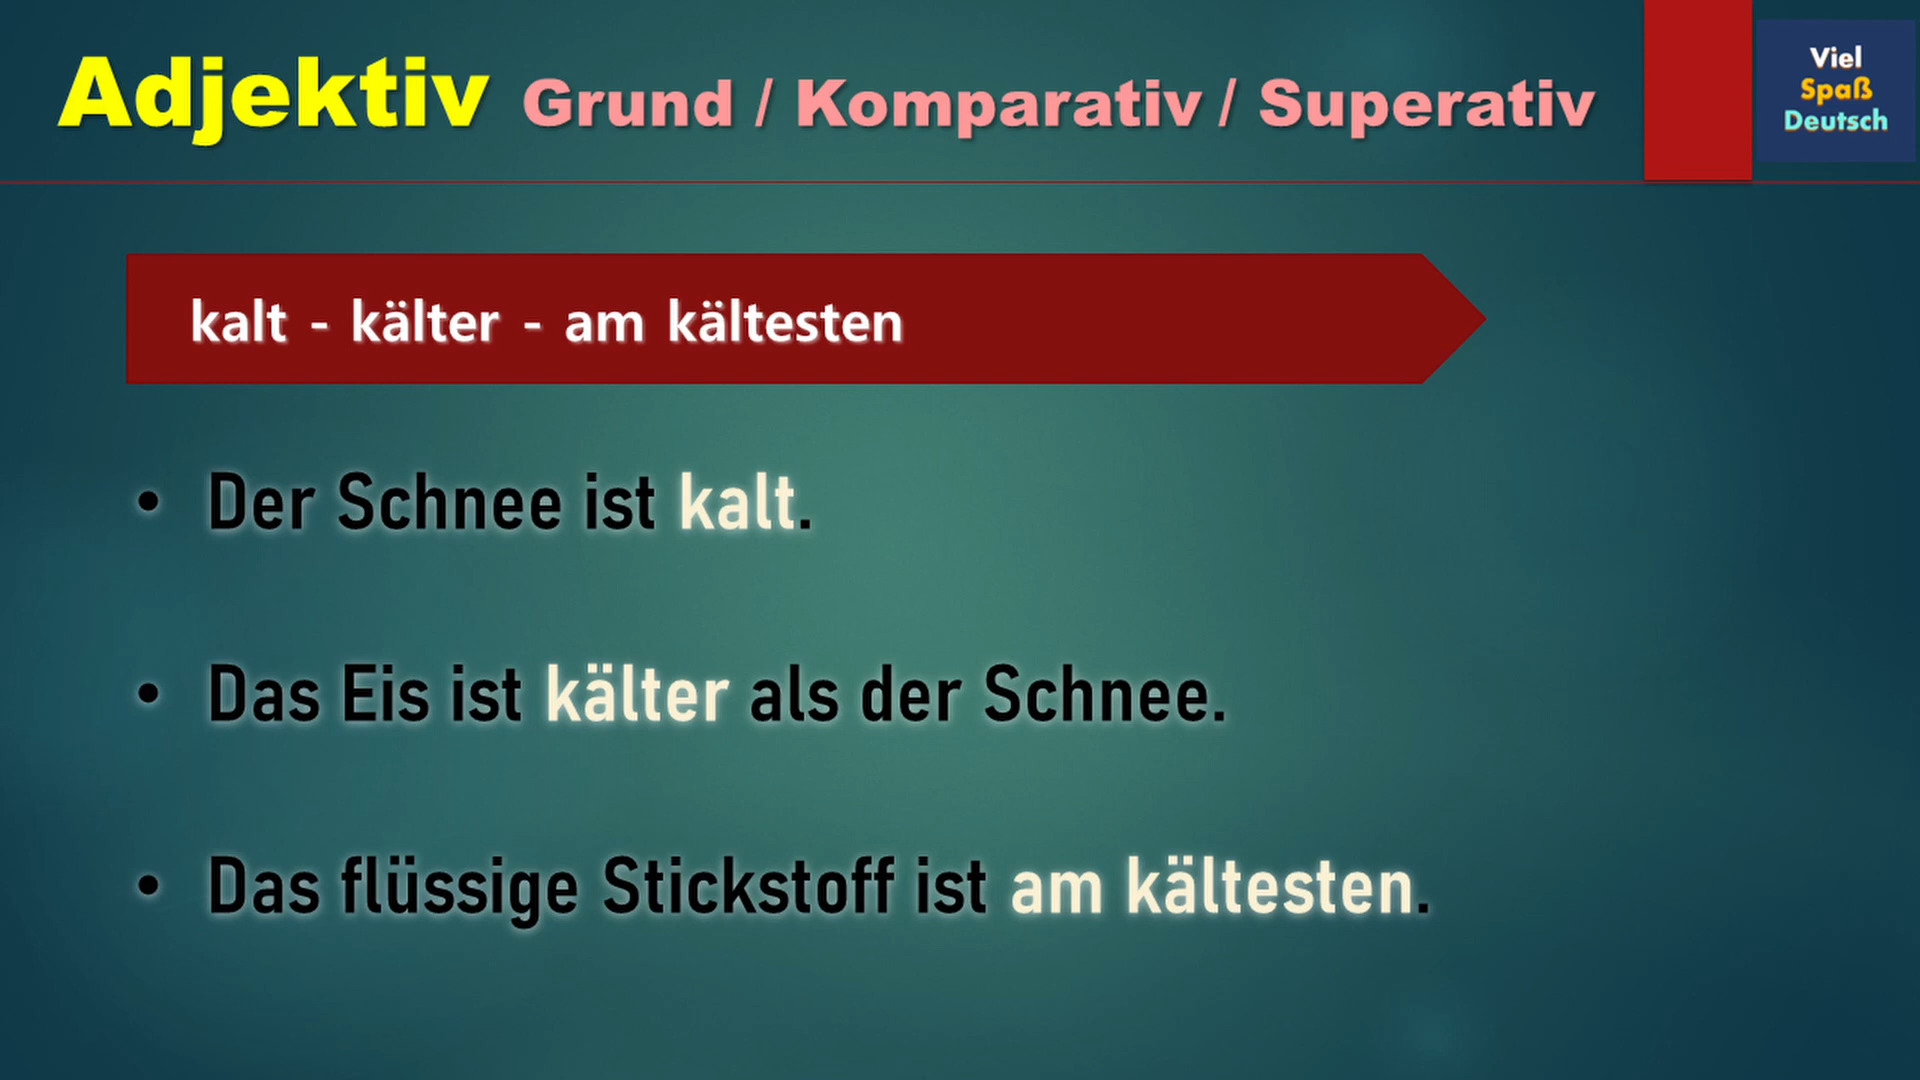 Adjektiv Grund / Komparativ / Superativ
Viel
Spaß
Deutsch
kalt - kälter - am kältesten
• Der Schnee ist kalt.
• Das Eis ist kälter als der Schnee.
• Das flüssige Stickstoff ist am kältesten.